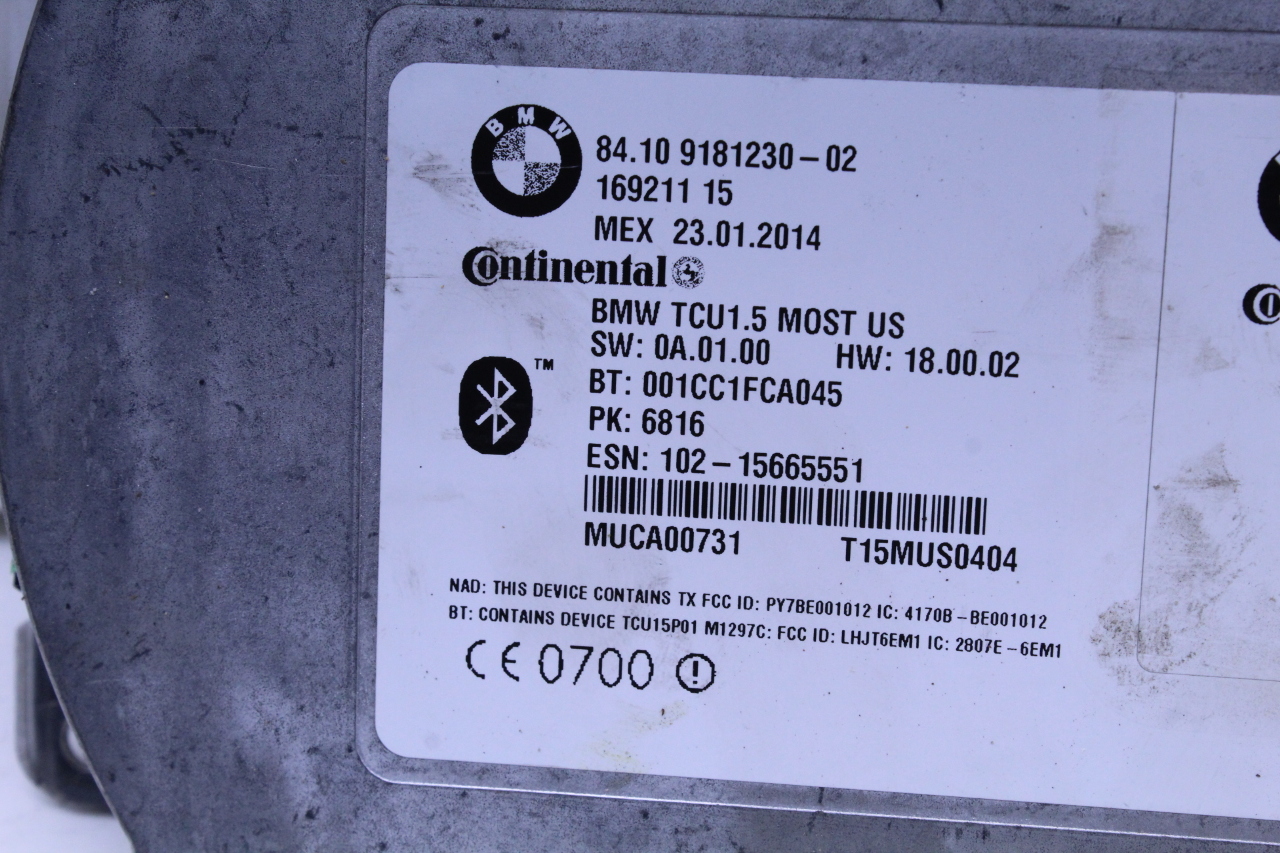 BMW
84.10 9181230-02
169211 15
MEX 23.01.2014
Continental
BMW TCU1.5 MOST US
SW: 0A.01.00 HW: 18.00.02
TM
BT: 001CC1FCA045
PK: 6816
ESN: 102-15665551
MUCA00731 T15MUS0404
NAD: THIS DEVICE CONTAINS TX FCC ID: PY7BE001012 IC: 4170B-BE001012
BT: CONTAINS DEVICE TCU15P01 M1297C: FCC ID: LHJT6EM1 IC: 2807E-6EM1
CE 0700 !